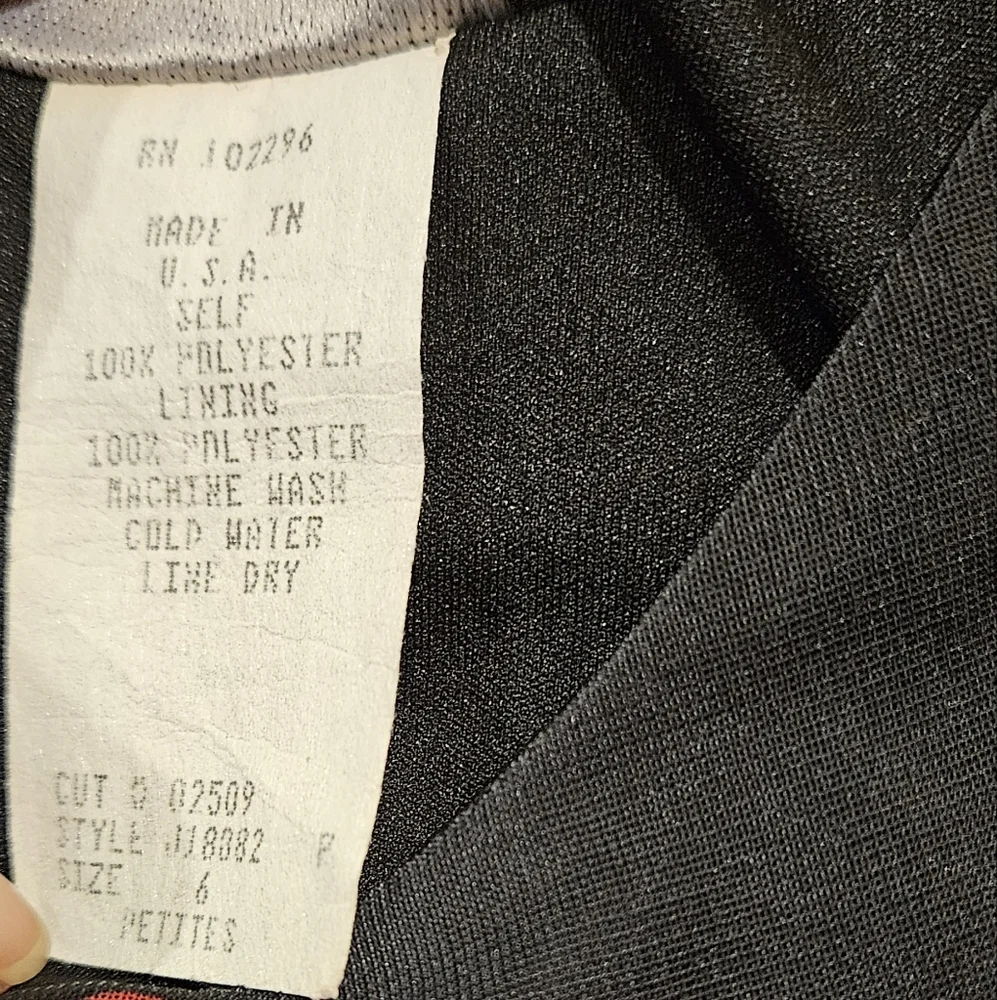 RN 102296
MADE IN
U.S.A.
SELF
100% POLYESTER
LINING
100% POLYESTER
MACHINE WASH
COLD WATER
LINE DRY
CUT # 02509
STYLE J18082 P
SIZE 6
PETITES